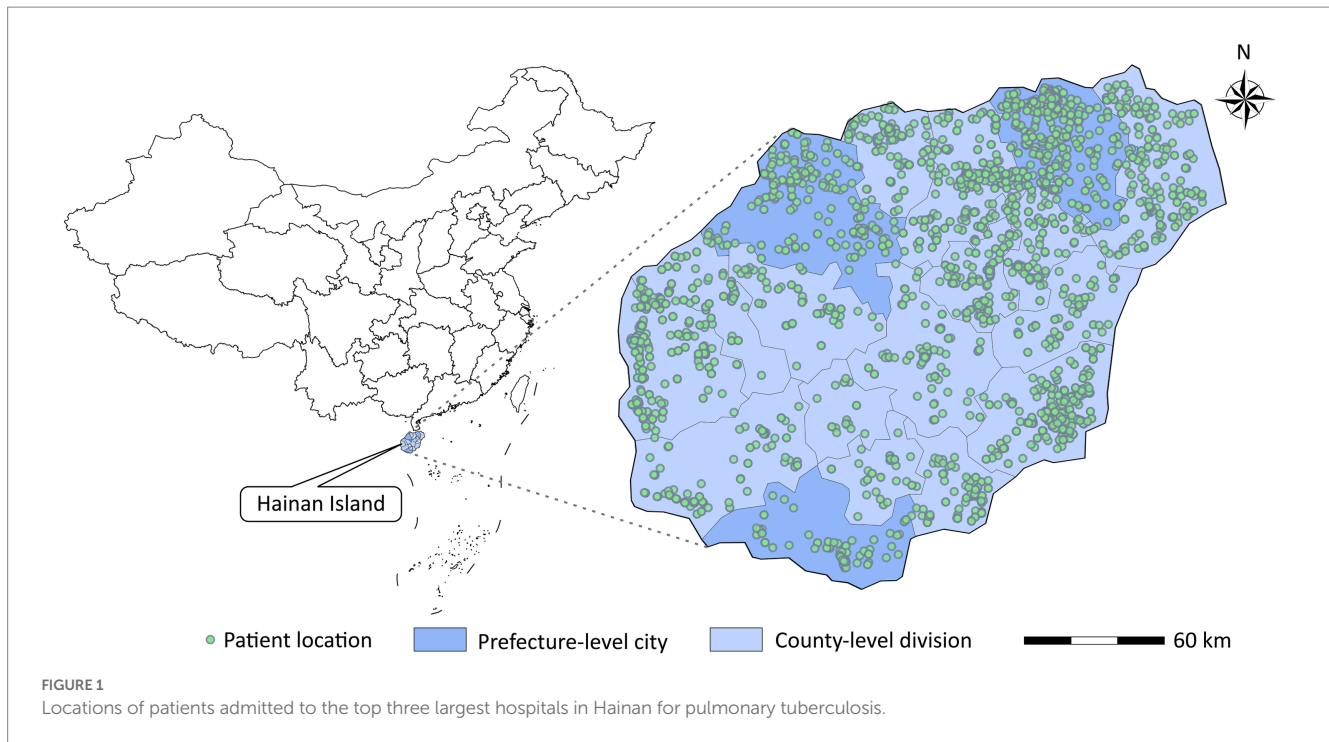 N
Hainan Island
Patient location
Prefecture-level city
County-level division
60 km
FIGURE 1
Locations of patients admitted to the top three largest hospitals in Hainan for pulmonary tuberculosis.